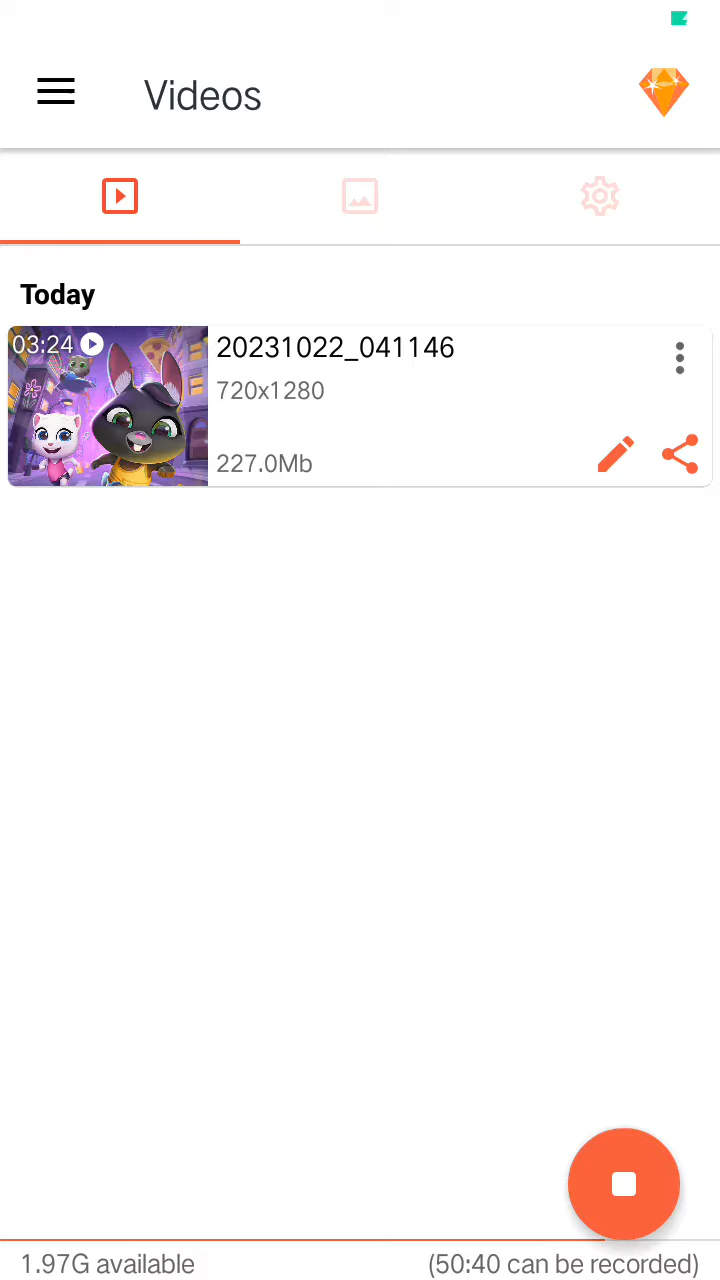 Videos
Today
03:24
20231022_041146
720x1280
227.0Mb
1.97G available
(50:40 can be recorded)